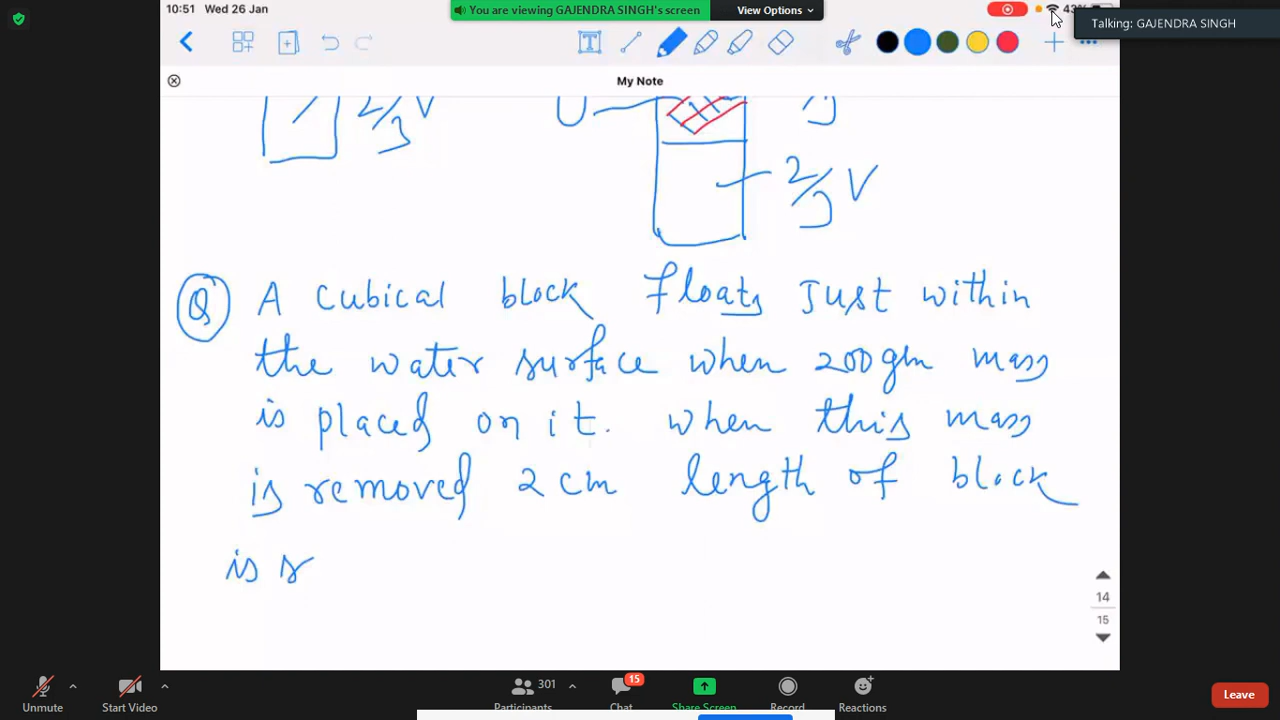 10:51 Wed 26 Jan
You are viewing GAJENDRA SINGH's screen
View Options
43%
Talking: GAJENDRA SINGH
My Note
2/3 V
2/3 V
Q A cubical block floats Just within
the water surface when 200gm mass
is placed on it. when this mass
is removed 2 cm length of block
is s
14
15
Unmute
Start Video
301
Participants
15
Chat
Share Screen
Record
Reactions
Leave